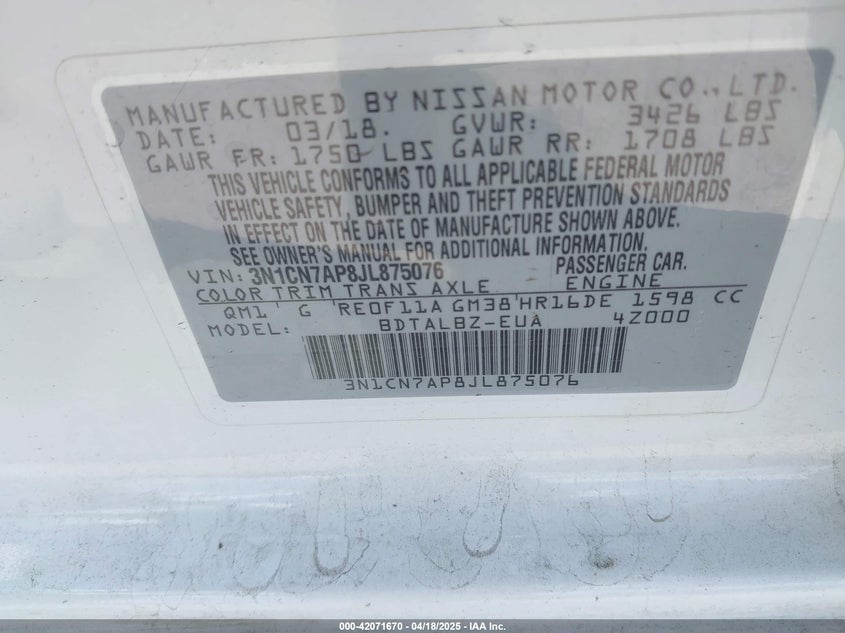 MANUFACTURED BY NISSAN MOTOR CO., LTD.
DATE: 03/18. GVWR: 3426 LBS
GAWR FR: 1750 LBS GAWR RR: 1708 LBS
THIS VEHICLE CONFORMS TO ALL APPLICABLE FEDERAL MOTOR
VEHICLE SAFETY, BUMPER AND THEFT PREVENTION STANDARDS
IN EFFECT ON THE DATE OF MANUFACTURE SHOWN ABOVE.
SEE OWNER'S MANUAL FOR ADDITIONAL INFORMATION.
VIN: 3N1CN7AP8JL875076 PASSENGER CAR.
COLOR TRIM TRANS AXLE ENGINE
QM1 G RE0F11A GM38 HR16DE 1598 CC
MODEL: BDTALBZ-EUA 4Z000
3N1CN7AP8JL875076
000-42071670 - 04/18/2025 - IAA Inc.